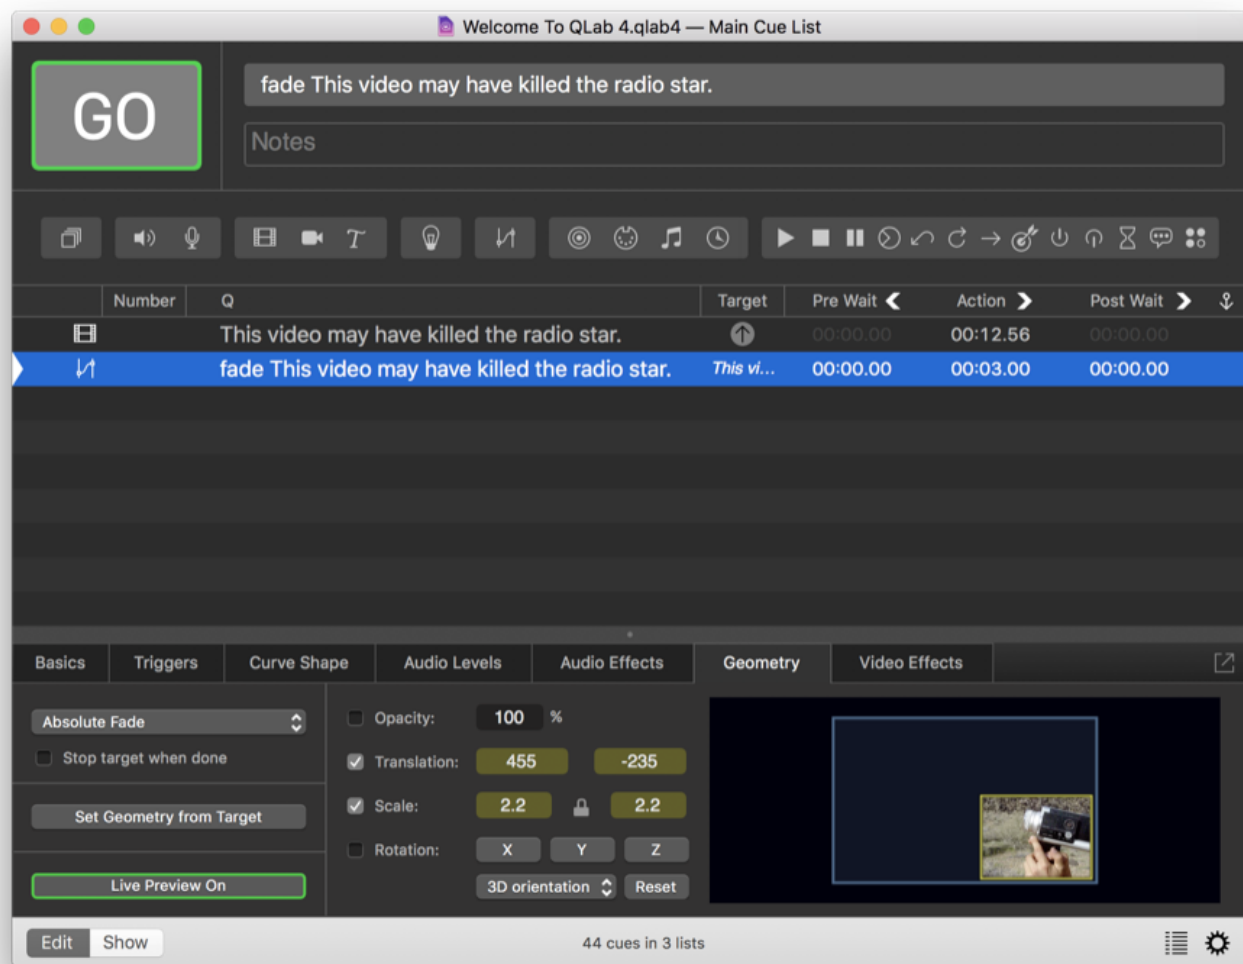 Welcome To QLab 4.qlab4 — Main Cue List
GO
fade This video may have killed the radio star.
Notes
Number Q Target Pre Wait Action Post Wait
This video may have killed the radio star. 00:00.00 00:12.56 00:00.00
fade This video may have killed the radio star. This vi... 00:00.00 00:03.00 00:00.00
Basics Triggers Curve Shape Audio Levels Audio Effects Geometry Video Effects
Absolute Fade
Stop target when done
Set Geometry from Target
Live Preview On
Opacity: 100 %
Translation: 455 -235
Scale: 2.2 2.2
Rotation: X Y Z
3D orientation Reset
Edit Show 44 cues in 3 lists